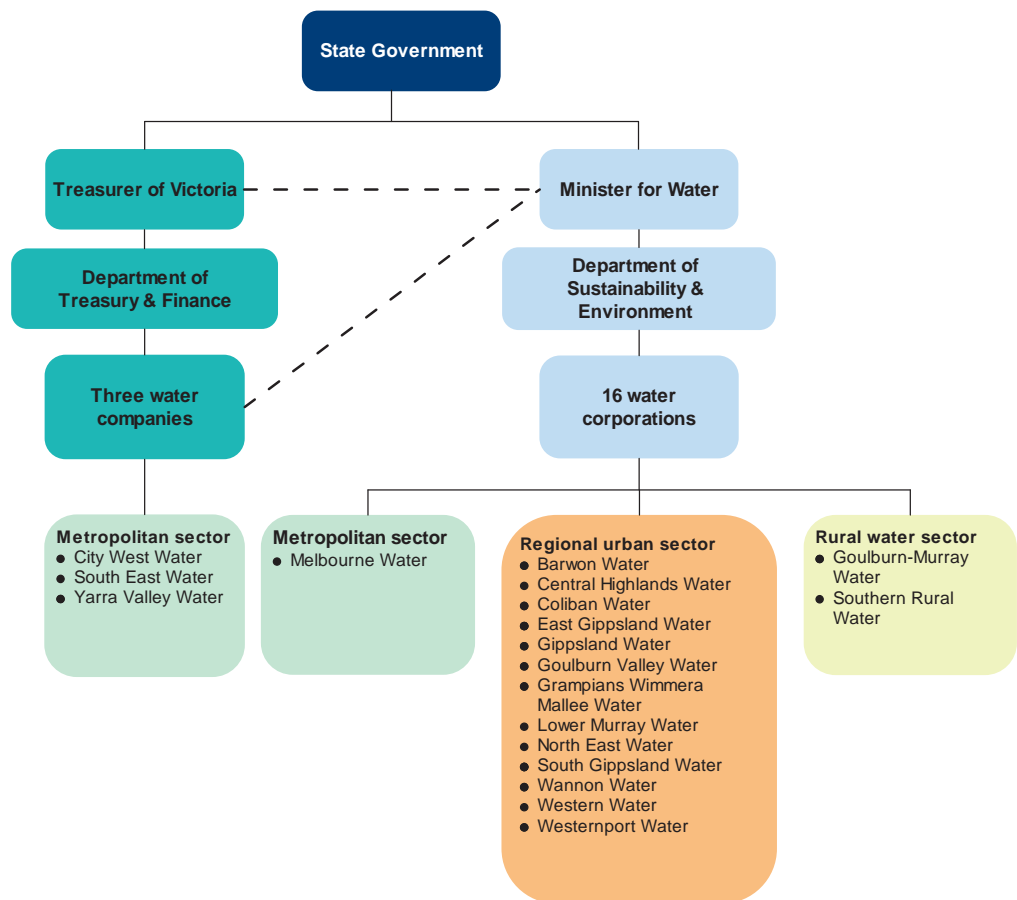 State Government
Treasurer of Victoria
Minister for Water
Department of
Treasury & Finance
Department of
Sustainability &
Environment
Three water
companies
16 water
corporations
Metropolitan sector
● City West Water
● South East Water
● Yarra Valley Water
Metropolitan sector
● Melbourne Water
Regional urban sector
● Barwon Water
● Central Highlands Water
● Coliban Water
● East Gippsland Water
● Gippsland Water
● Goulburn Valley Water
● Grampians Wimmera
Mallee Water
● Lower Murray Water
● North East Water
● South Gippsland Water
● Wannon Water
● Western Water
● Westernport Water
Rural water sector
● Goulburn-Murray
Water
● Southern Rural
Water